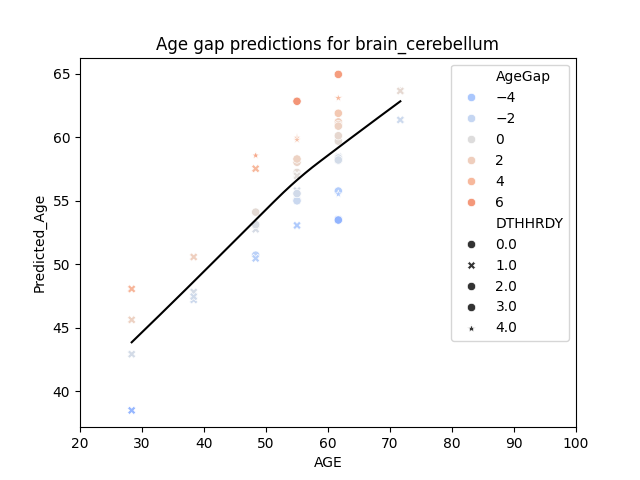 Age gap predictions for brain_cerebellum
Predicted_Age
65
60
55
50
45
40
20 30 40 50 60 70 80 90 100
AGE
AgeGap
−4
−2
0
2
4
6
DTHHRDY
0.0
1.0
2.0
3.0
4.0